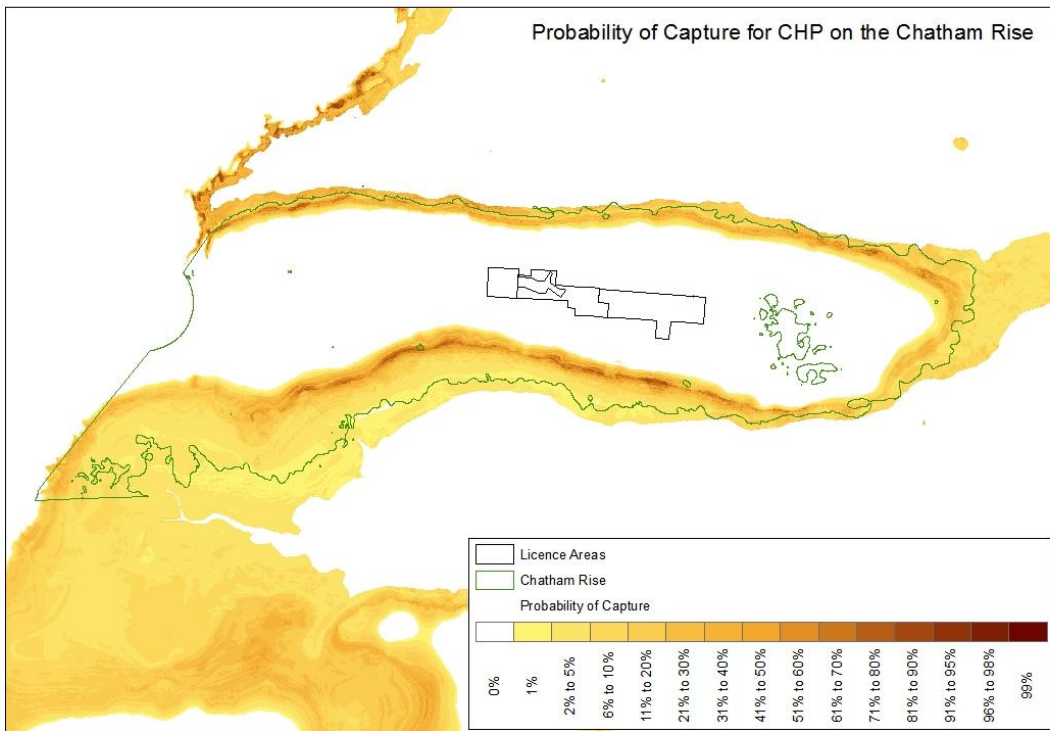 Probability of Capture for CHP on the Chatham Rise
Licence Areas
Chatham Rise
Probability of Capture
0%
1%
2% to 5%
6% to 10%
11% to 20%
21% to 30%
31% to 40%
41% to 50%
51% to 60%
61% to 70%
71% to 80%
81% to 90%
91% to 95%
96% to 98%
99%